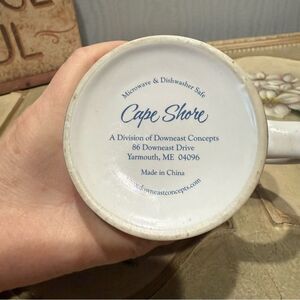 UL
Microwave & Dishwasher Safe
Cape Shore
A Division of Downeast Concepts
86 Downeast Drive
Yarmouth, ME 04096
Made in China
downeastconcepts.com